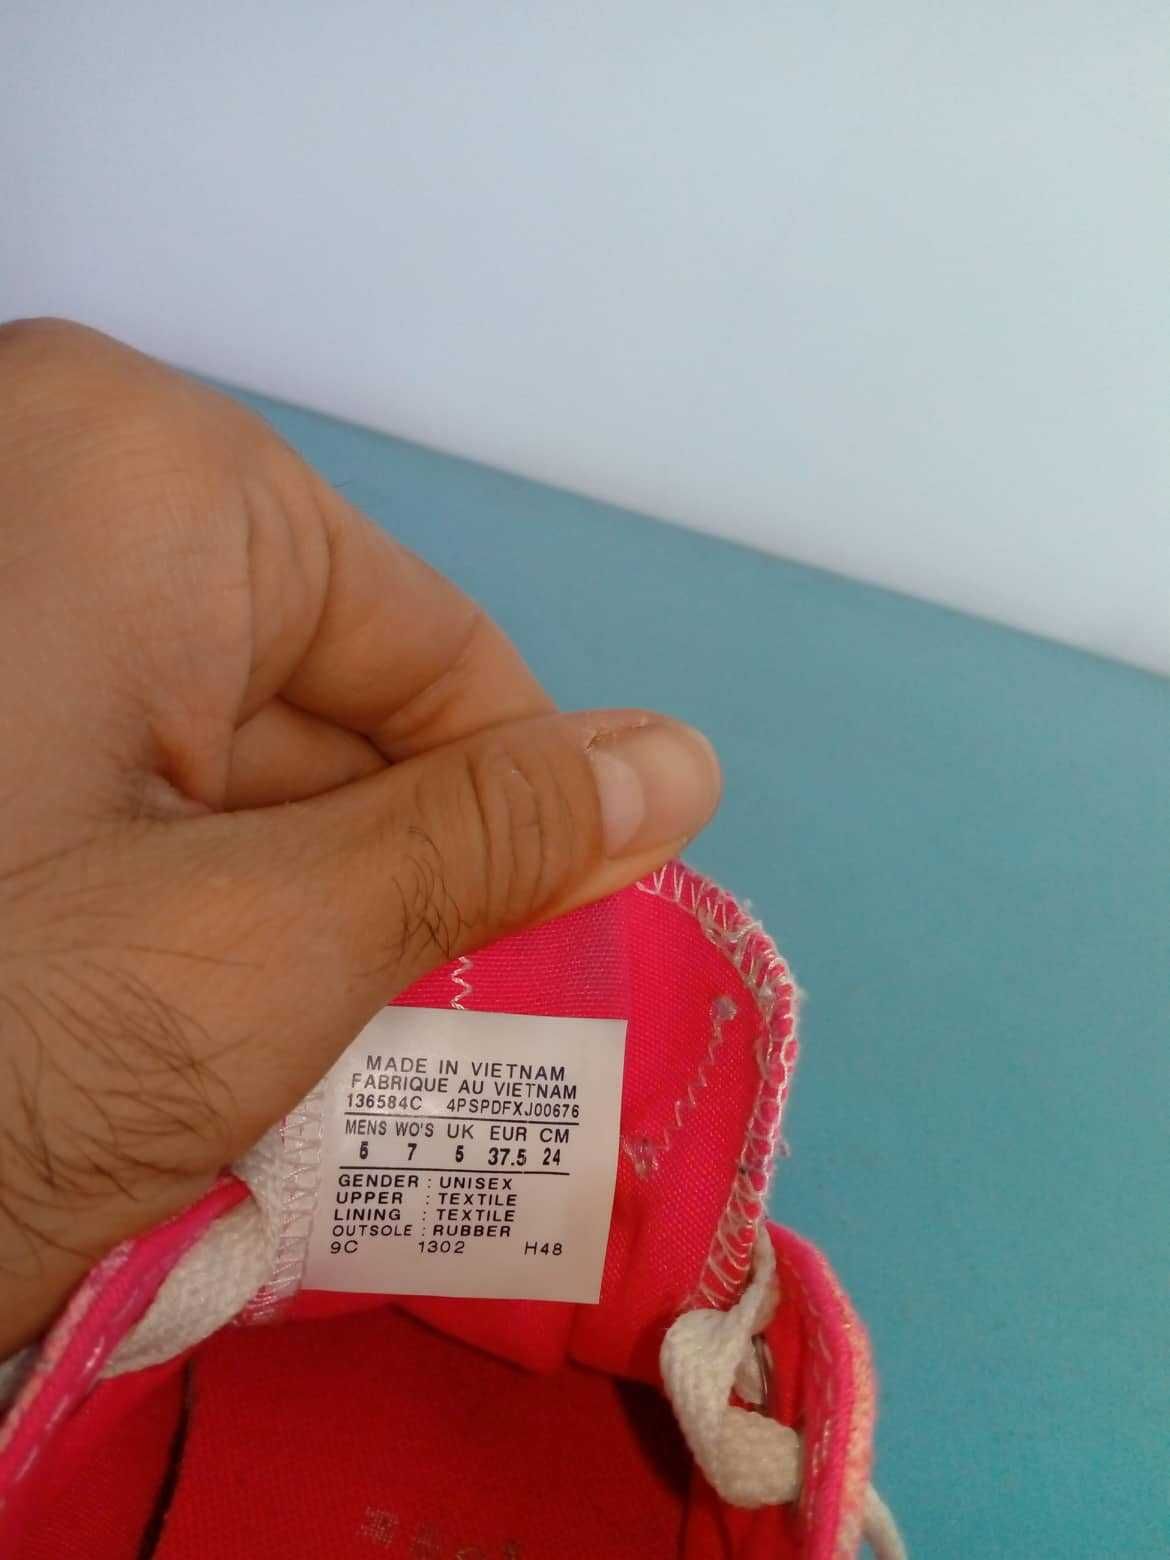 MADE IN VIETNAM
FABRIQUE AU VIETNAM
136584C 4PSPDFXJ00676
MENS WO'S UK EUR CM
5 7 5 37.5 24
GENDER : UNISEX
UPPER : TEXTILE
LINING : TEXTILE
OUTSOLE : RUBBER
9C 1302 H48